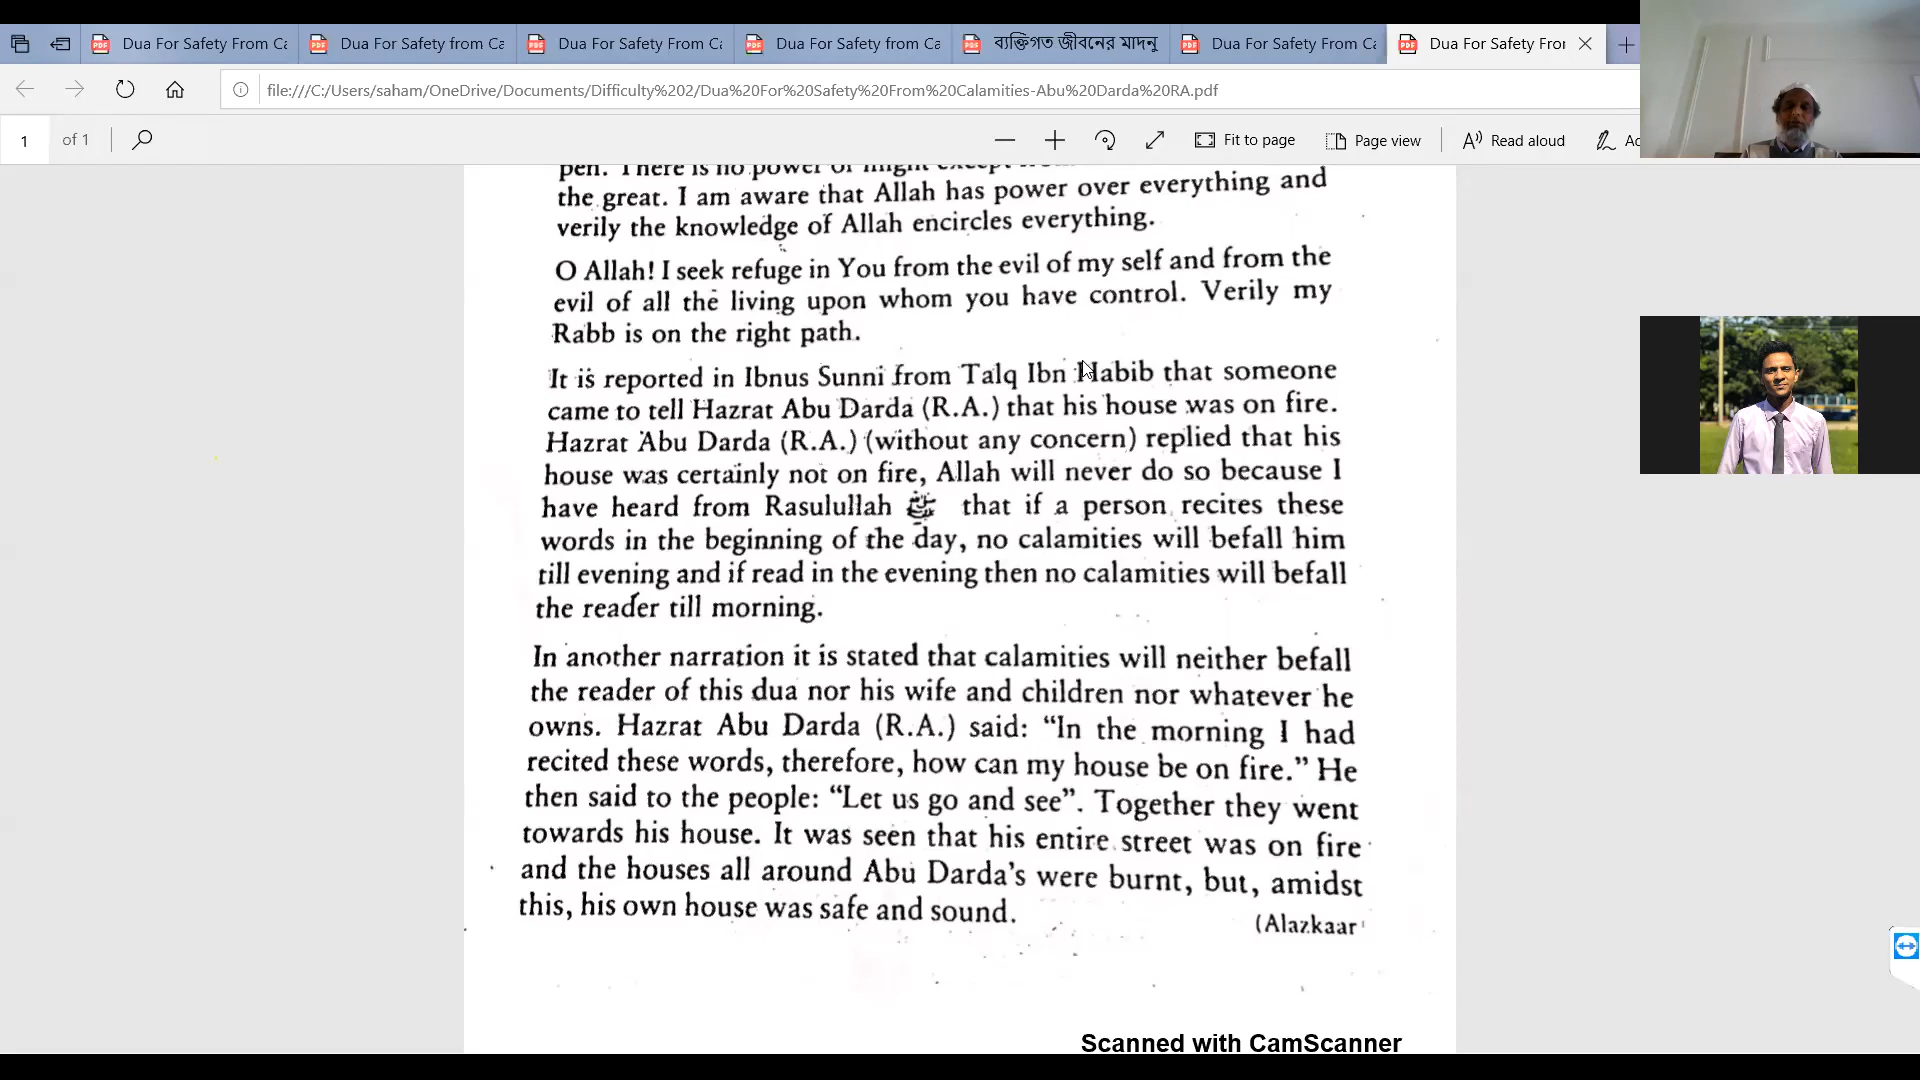 Dua For Safety From Ca
Dua For Safety from Ca
Dua For Safety From Ca
Dua For Safety from Ca
ব্যক্তিগত জীবনের মাদনু
Dua For Safety From Ca
Dua For Safety Fror
file:///C:/Users/saham/OneDrive/Documents/Difficulty%202/Dua%20For%20Safety%20From%20Calamities-Abu%20Darda%20RA.pdf
1 of 1
Fit to page
Page view
Read aloud
pen. There is no power or might except
the great. I am aware that Allah has power over everything and
verily the knowledge of Allah encircles everything.
O Allah! I seek refuge in You from the evil of my self and from the
evil of all the living upon whom you have control. Verily my
Rabb is on the right path.
It is reported in Ibnus Sunni from Talq Ibn Habib that someone
came to tell Hazrat Abu Darda (R.A.) that his house was on fire.
Hazrat Abu Darda (R.A.) (without any concern) replied that his
house was certainly not on fire, Allah will never do so because I
have heard from Rasulullah ﷺ that if a person recites these
words in the beginning of the day, no calamities will befall him
till evening and if read in the evening then no calamities will befall
the reader till morning.
In another narration it is stated that calamities will neither befall
the reader of this dua nor his wife and children nor whatever he
owns. Hazrat Abu Darda (R.A.) said: “In the morning I had
recited these words, therefore, how can my house be on fire.” He
then said to the people: “Let us go and see”. Together they went
towards his house. It was seen that his entire street was on fire
and the houses all around Abu Darda's were burnt, but, amidst
this, his own house was safe and sound.
(Alazkaar
Scanned with CamScanner